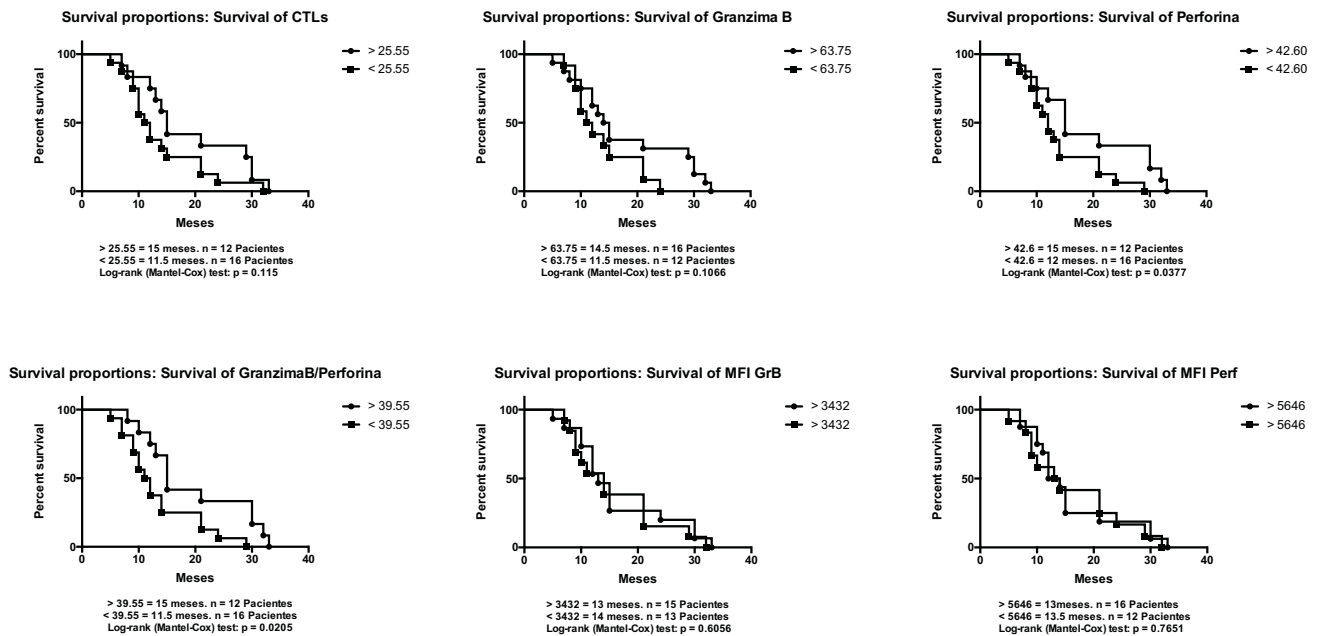 Survival proportions: Survival of CTLs
> 25.55
< 25.55
Percent survival
100
50
0
0 10 20 30 40
Meses
> 25.55 = 15 meses. n = 12 Pacientes
< 25.55 = 11.5 meses. n = 16 Pacientes
Log-rank (Mantel-Cox) test: p = 0.115
Survival proportions: Survival of Granzima B
> 63.75
< 63.75
Percent survival
100
50
0
0 10 20 30 40
Meses
> 63.75 = 14.5 meses. n = 16 Pacientes
< 63.75 = 11.5 meses. n = 12 Pacientes
Log-rank (Mantel-Cox) test: p = 0.1066
Survival proportions: Survival of Perforina
> 42.60
< 42.60
Percent survival
100
50
0
0 10 20 30 40
Meses
> 42.6 = 15 meses. n = 12 Pacientes
< 42.6 = 12 meses. n = 16 Pacientes
Log-rank (Mantel-Cox) test: p = 0.0377
Survival proportions: Survival of GranzimaB/Perforina
> 39.55
< 39.55
Percent survival
100
50
0
0 10 20 30 40
Meses
> 39.55 = 15 meses. n = 12 Pacientes
< 39.55 = 11.5 meses. n = 16 Pacientes
Log-rank (Mantel-Cox) test: p = 0.0205
Survival proportions: Survival of MFI GrB
> 3432
> 3432
Percent survival
100
50
0
0 10 20 30 40
Meses
> 3432 = 13 meses. n = 15 Pacientes
< 3432 = 14 meses. n = 13 Pacientes
Log-rank (Mantel-Cox) test: p = 0.6056
Survival proportions: Survival of MFI Perf
> 5646
> 5646
Percent survival
100
50
0
0 10 20 30 40
Meses
> 5646 = 13meses. n = 16 Pacientes
< 5646 = 13.5 meses. n = 12 Pacientes
Log-rank (Mantel-Cox) test: p = 0.7651